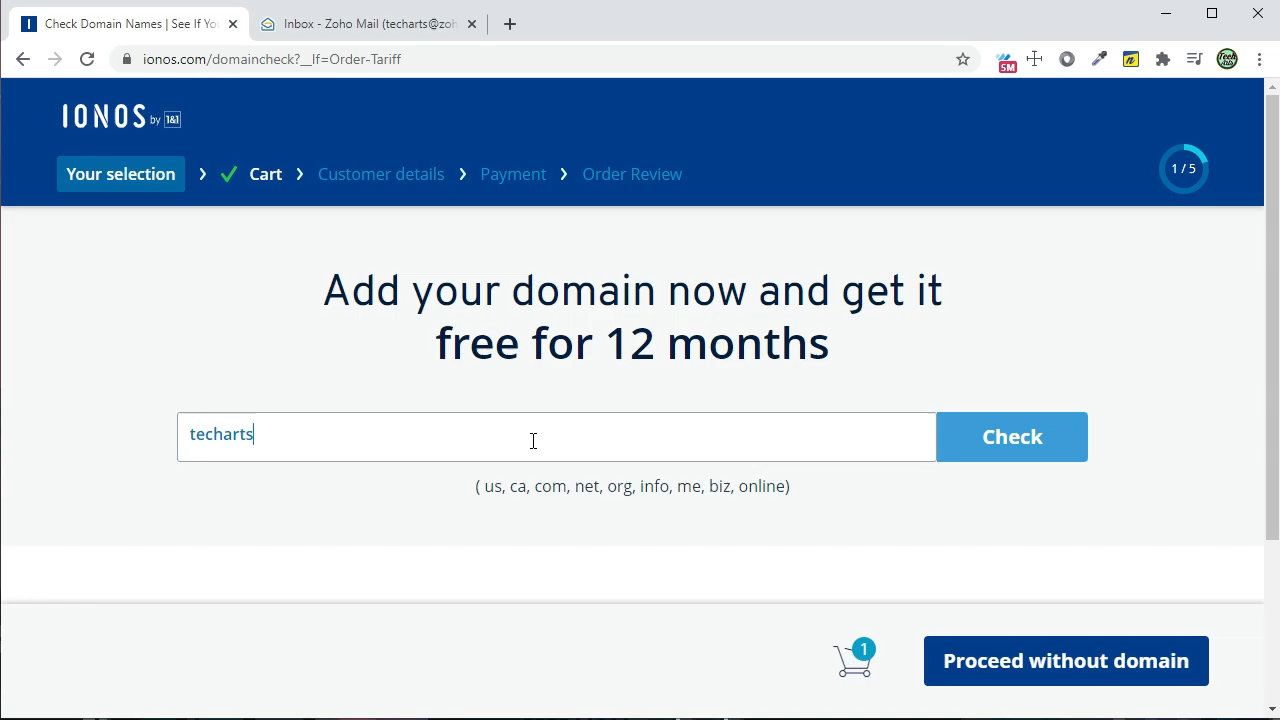 Check Domain Names | See If Yo
Inbox - Zoho Mail (techarts@zoh
ionos.com/domaincheck?__lf=Order-Tariff
5M
n
IONOS by 1&1
Your selection
Cart
Customer details
Payment
Order Review
1 / 5
Add your domain now and get it
free for 12 months
techarts
Check
( us, ca, com, net, org, info, me, biz, online)
1
Proceed without domain